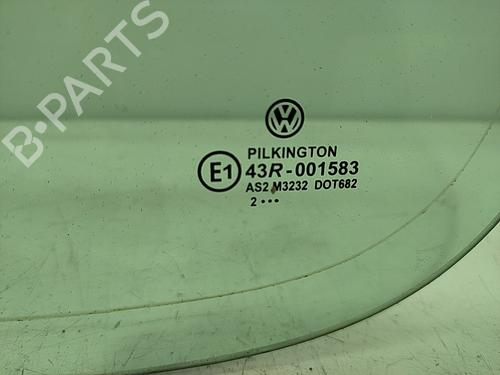 B-PARTS
PILKINGTON
E1 43R-001583
AS2 M3232 DOT682
2 •••